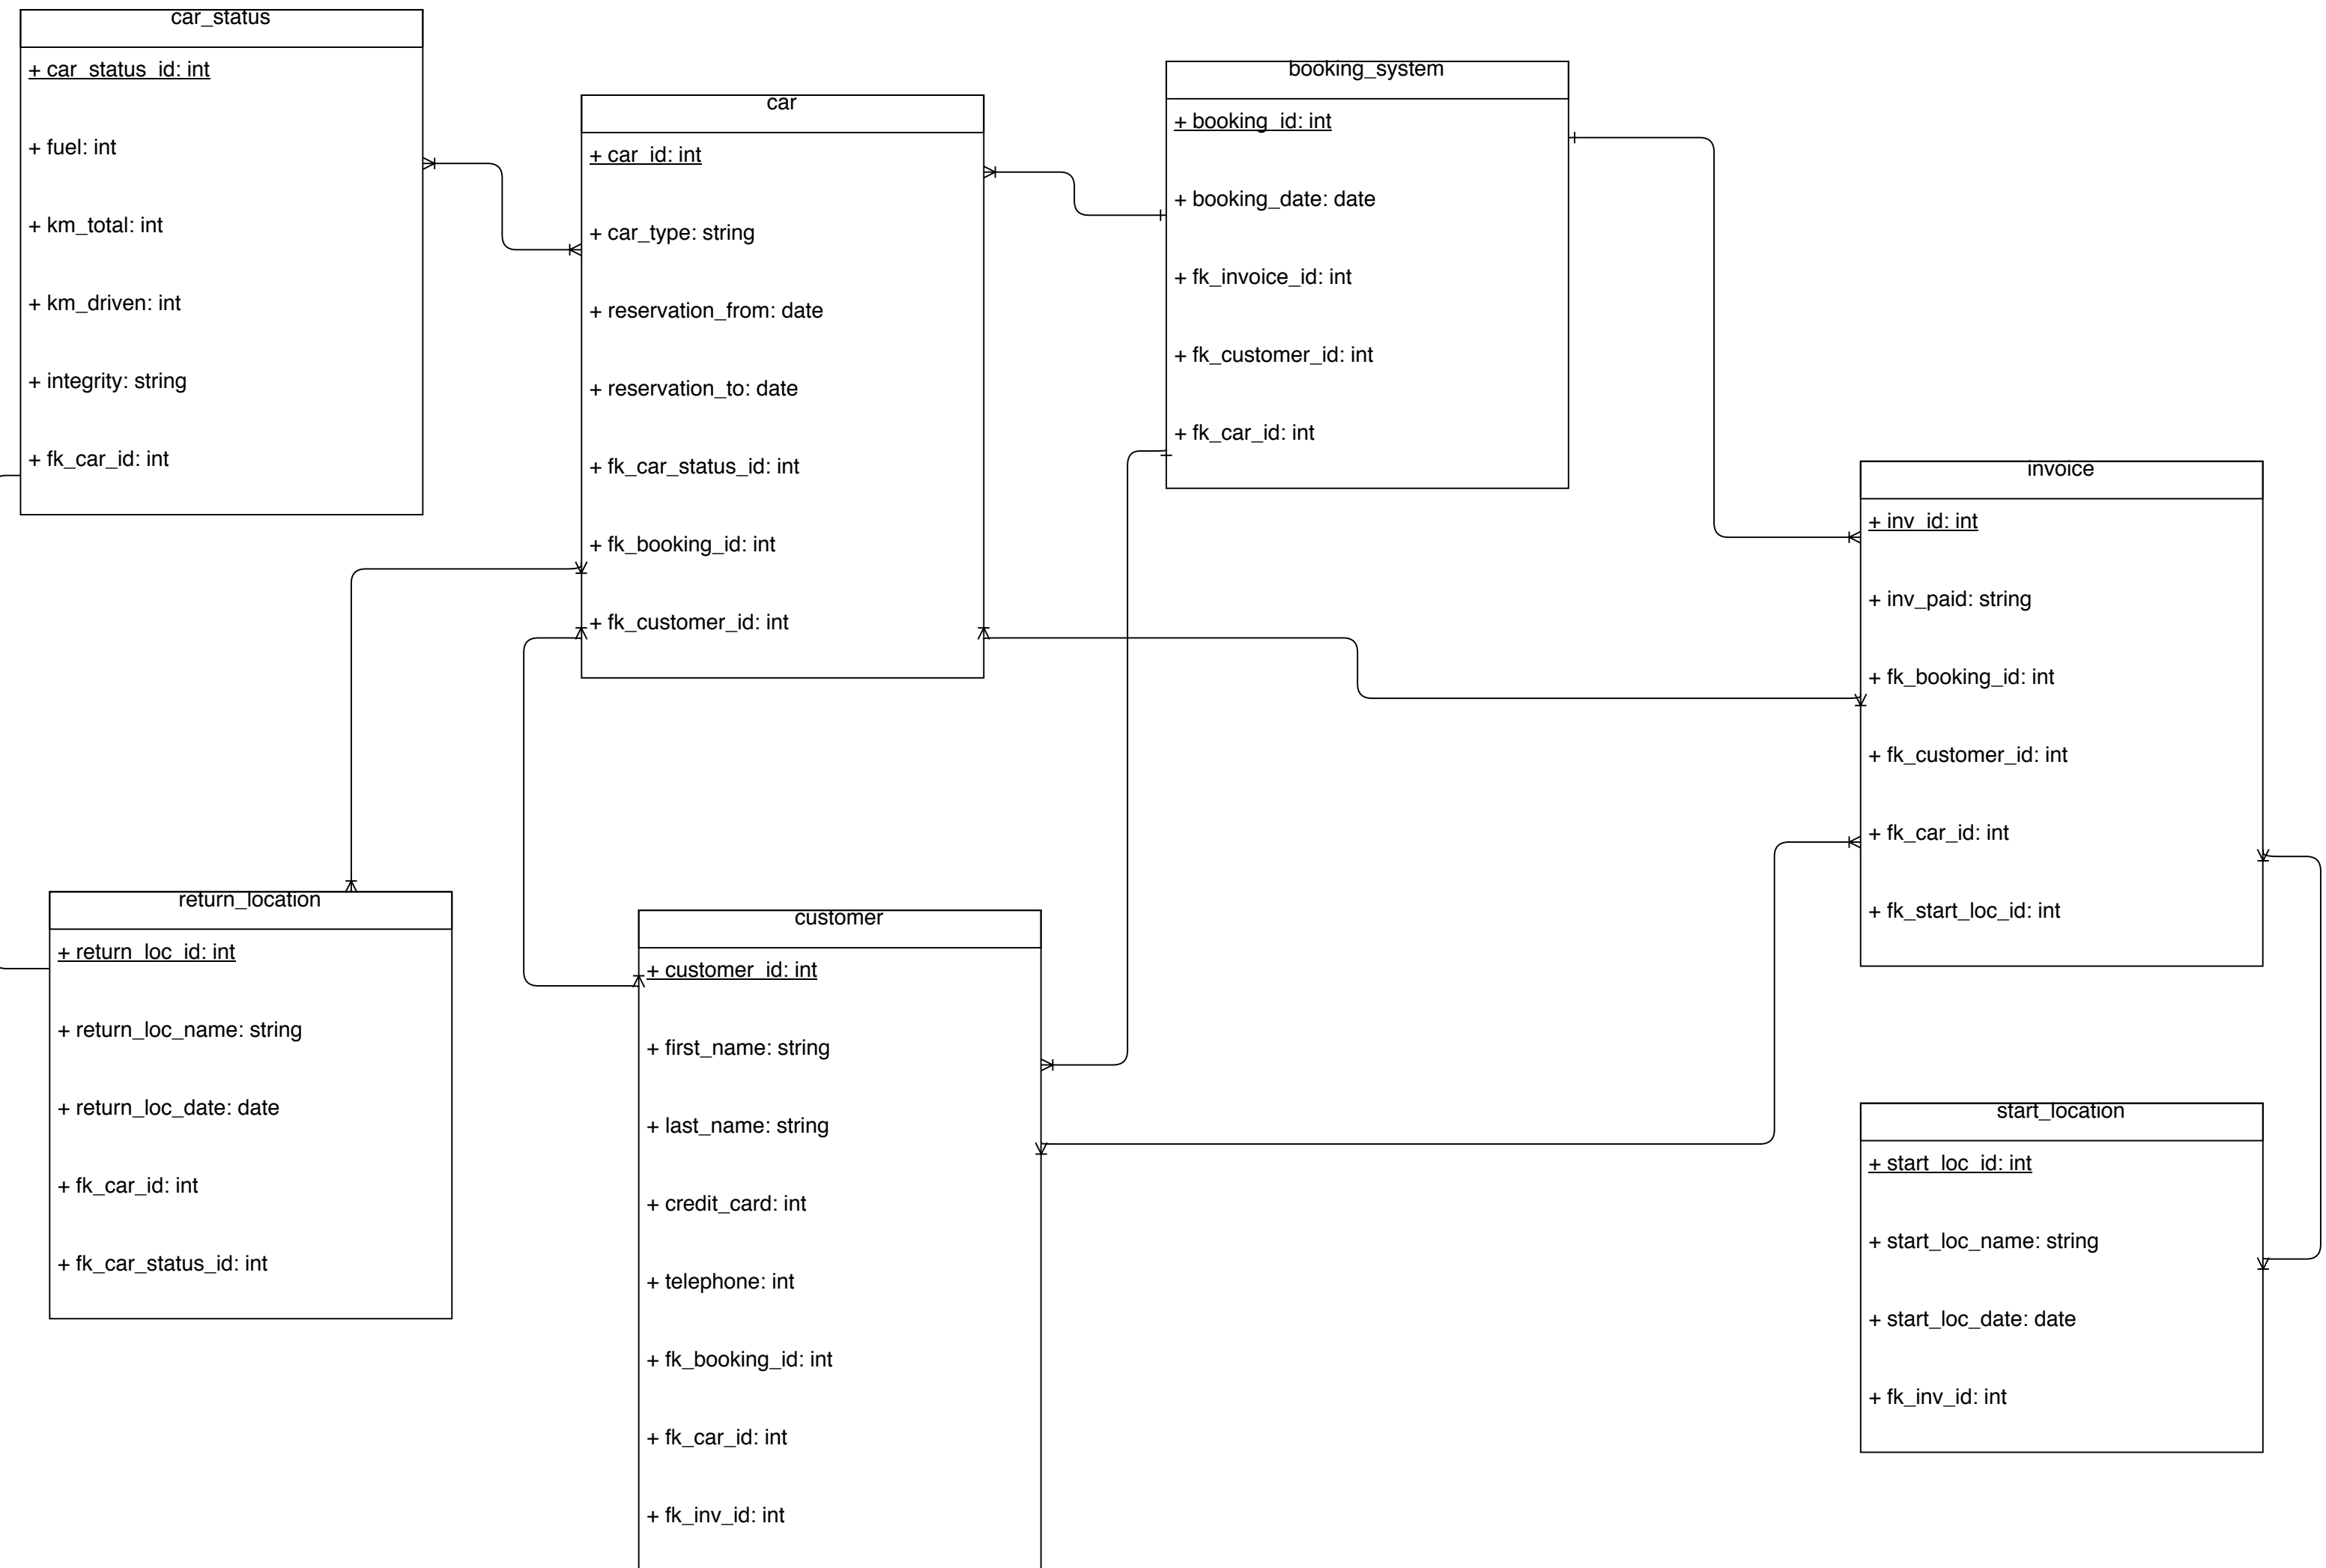 car_status
+ car_status_id: int
+ fuel: int
+ km_total: int
+ km_driven: int
+ integrity: string
+ fk_car_id: int
car
+ car_id: int
+ car_type: string
+ reservation_from: date
+ reservation_to: date
+ fk_car_status_id: int
+ fk_booking_id: int
+ fk_customer_id: int
booking_system
+ booking_id: int
+ booking_date: date
+ fk_invoice_id: int
+ fk_customer_id: int
+ fk_car_id: int
invoice
+ inv_id: int
+ inv_paid: string
+ fk_booking_id: int
+ fk_customer_id: int
+ fk_car_id: int
+ fk_start_loc_id: int
return_location
+ return_loc_id: int
+ return_loc_name: string
+ return_loc_date: date
+ fk_car_id: int
+ fk_car_status_id: int
customer
+ customer_id: int
+ first_name: string
+ last_name: string
+ credit_card: int
+ telephone: int
+ fk_booking_id: int
+ fk_car_id: int
+ fk_inv_id: int
start_location
+ start_loc_id: int
+ start_loc_name: string
+ start_loc_date: date
+ fk_inv_id: int